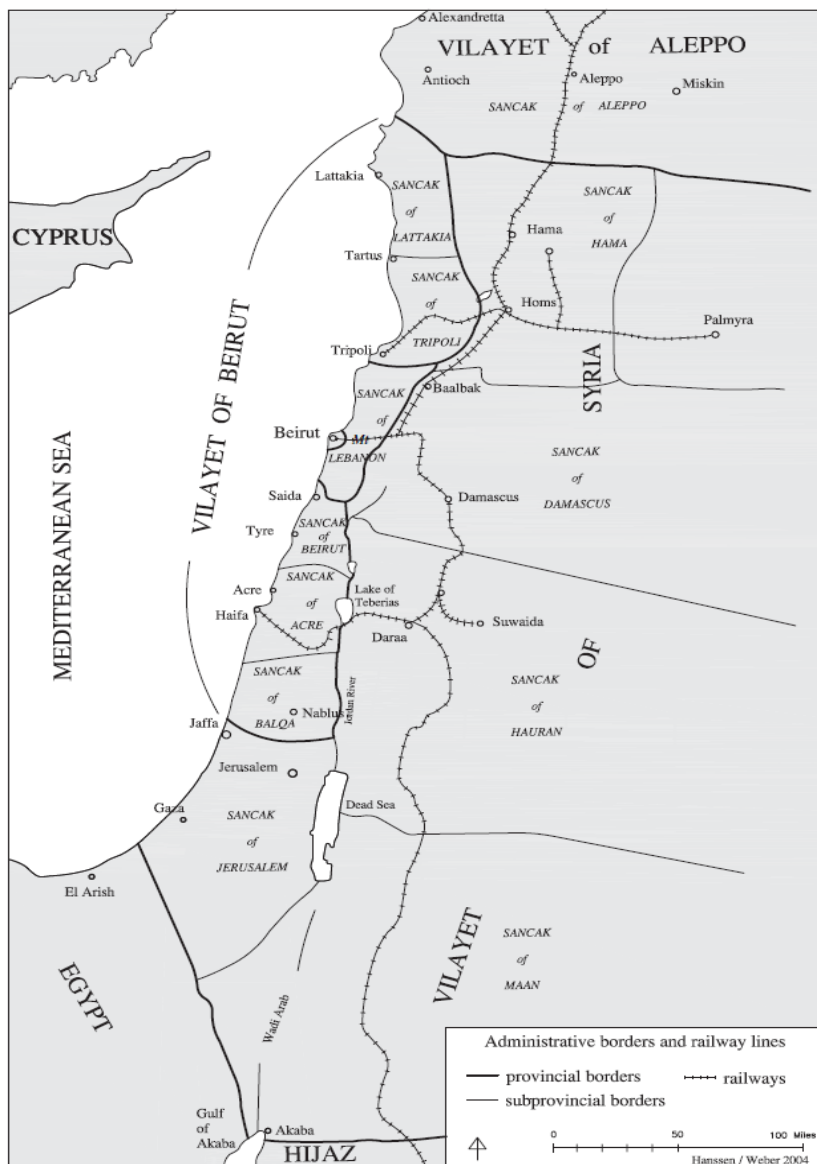 Alexandretta
VILAYET of ALEPPO
Antioch
Aleppo
Miskin
SANCAK of ALEPPO
Lattakia
SANCAK
of
LATTAKIA
SANCAK
of
HAMA
CYPRUS
Hama
Tartus
SANCAK
of
TRIPOLI
Homs
Palmyra
Tripoli
VILAYET OF BEIRUT
SYRIA
Baalbak
SANCAK
of
Mt
LEBANON
Beirut
MEDITERRANEAN SEA
SANCAK
of
DAMASCUS
Saida
Damascus
Tyre
SANCAK
of
BEIRUT
Acre
SANCAK
of
ACRE
Lake of
Teberias
Haifa
Daraa
Suwaida
OF
SANCAK
of
HAURAN
SANCAK
of
BALQA
Nablus
Jordan River
Jaffa
Jerusalem
Dead Sea
Gaza
SANCAK
of
JERUSALEM
El Arish
VILAYET
SANCAK
of
MAAN
EGYPT
Wadi Arab
Gulf
of
Akaba
Akaba
HIJAZ
Administrative borders and railway lines
provincial borders
railways
subprovincial borders
0 50 100 Miles
Hanssen / Weber 2004